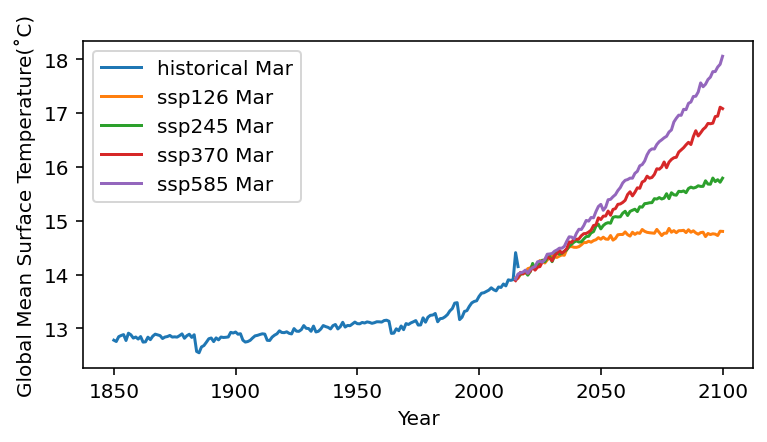 Global Mean Surface Temperature(˚C)
18
17
16
15
14
13
historical Mar
ssp126 Mar
ssp245 Mar
ssp370 Mar
ssp585 Mar
1850 1900 1950 2000 2050 2100
Year